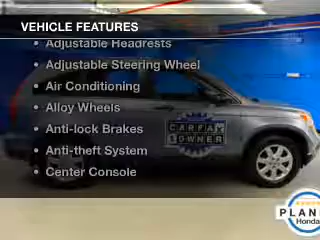 VEHICLE FEATURES
• Adjustable Headrests
• Adjustable Steering Wheel
• Air Conditioning
• Alloy Wheels
• Anti-lock Brakes
• Anti-theft System
• Center Console
CARFAX
1 OWNER
PLAN
Honda